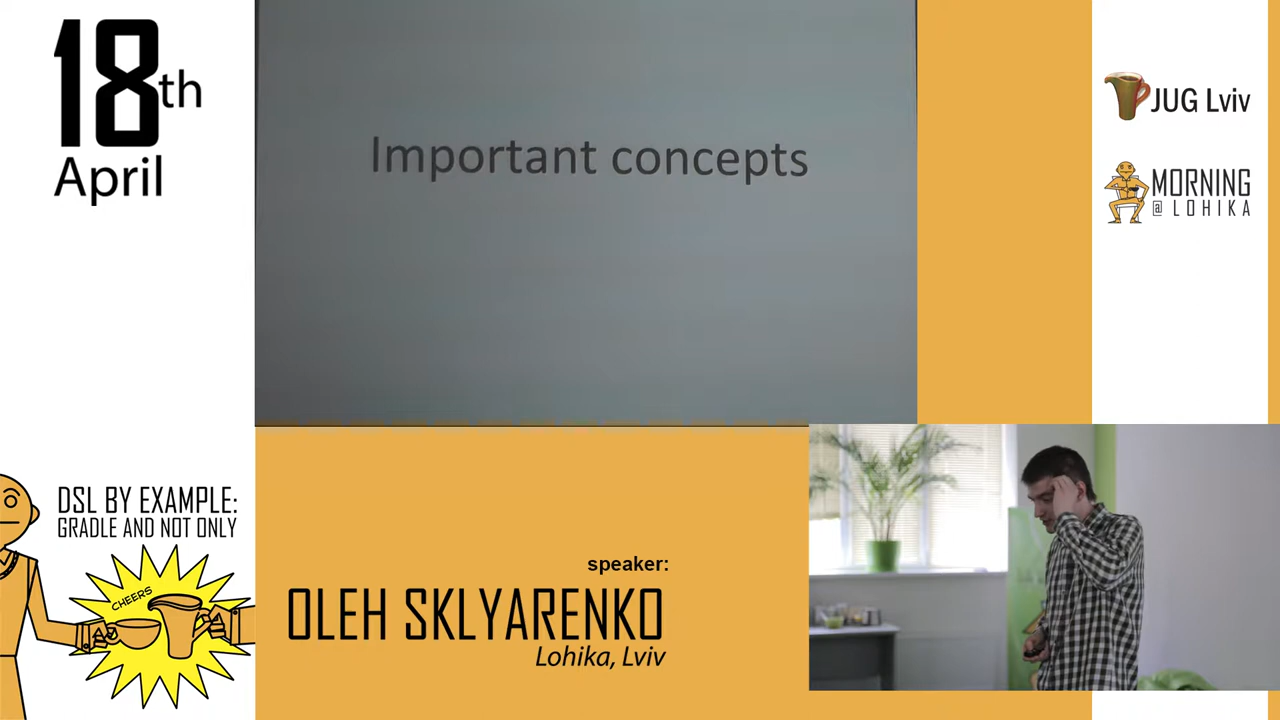 18th
April
Important concepts
JUG Lviv
MORNING
@ LOHIKA
DSL BY EXAMPLE:
GRADLE AND NOT ONLY
CHEERS
speaker:
OLEH SKLYARENKO
Lohika, Lviv